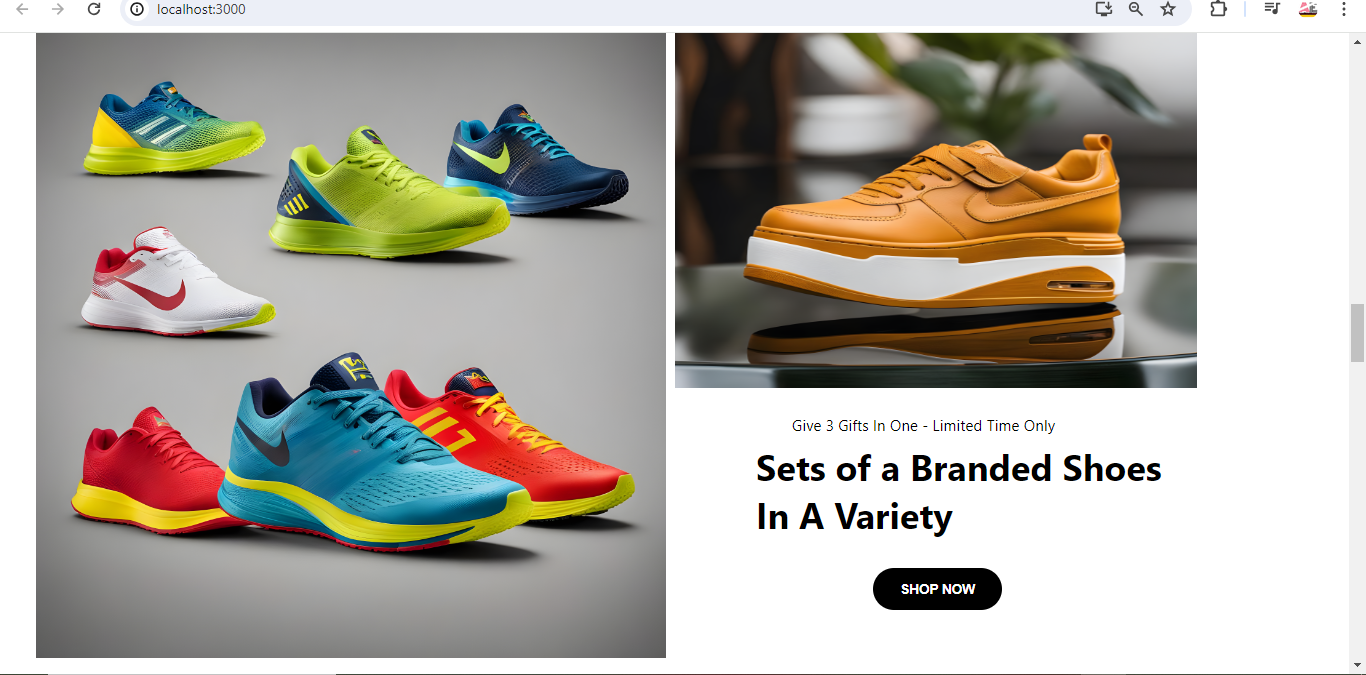 localhost:3000
Give 3 Gifts In One - Limited Time Only
Sets of a Branded Shoes
In A Variety
SHOP NOW